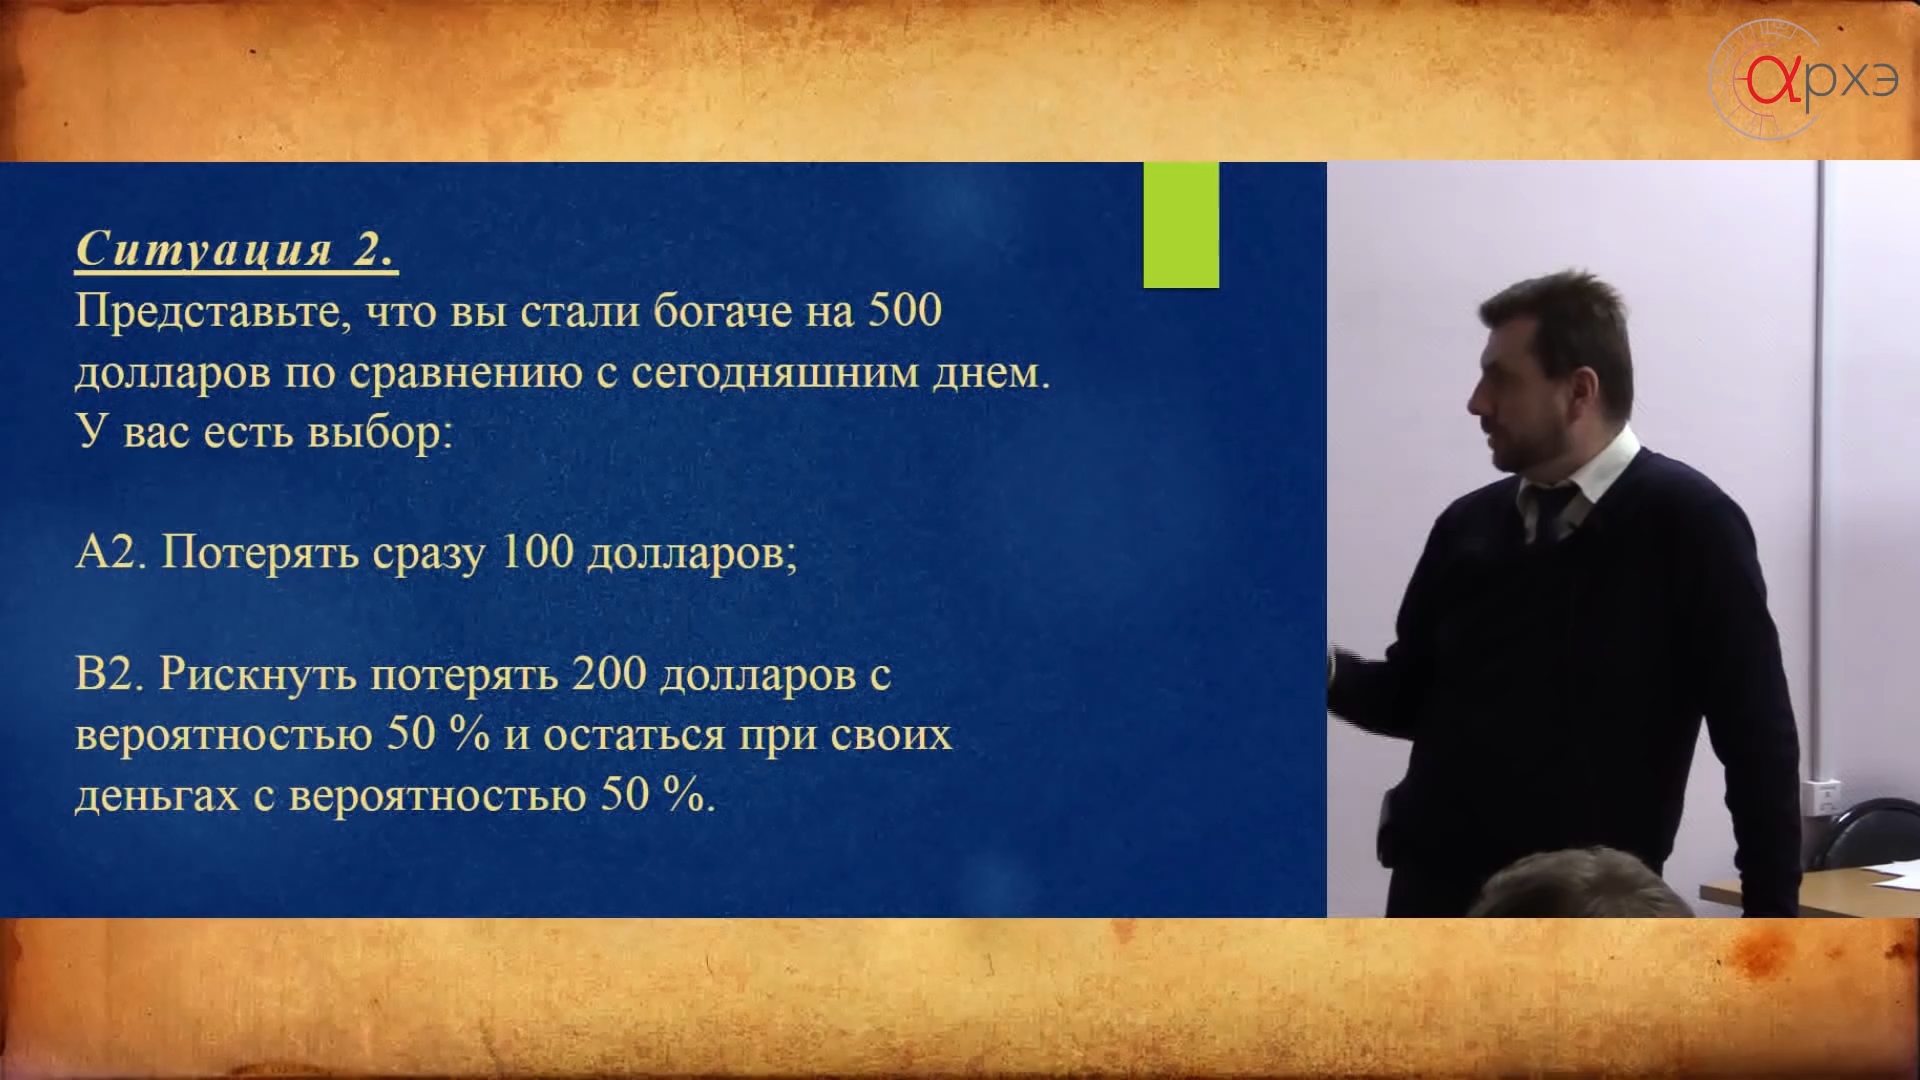 αрхэ
Ситуация 2.
Представьте, что вы стали богаче на 500
долларов по сравнению с сегодняшним днем.
У вас есть выбор:
А2. Потерять сразу 100 долларов;
В2. Рискнуть потерять 200 долларов с
вероятностью 50 % и остаться при своих
деньгах с вероятностью 50 %.